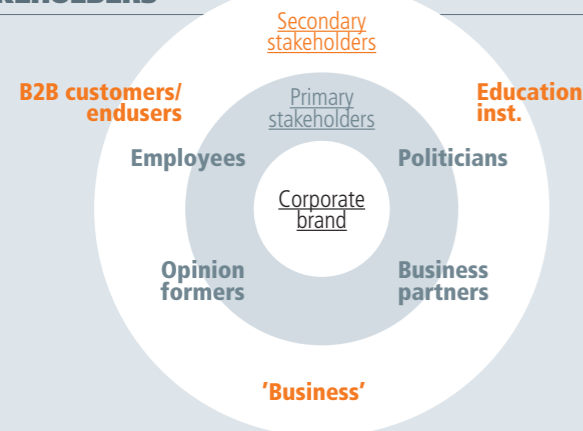 Secondary
stakeholders
B2B customers/
endusers
Education
inst.
Primary
stakeholders
Employees
Politicians
Corporate
brand
Opinion
formers
Business
partners
'Business'